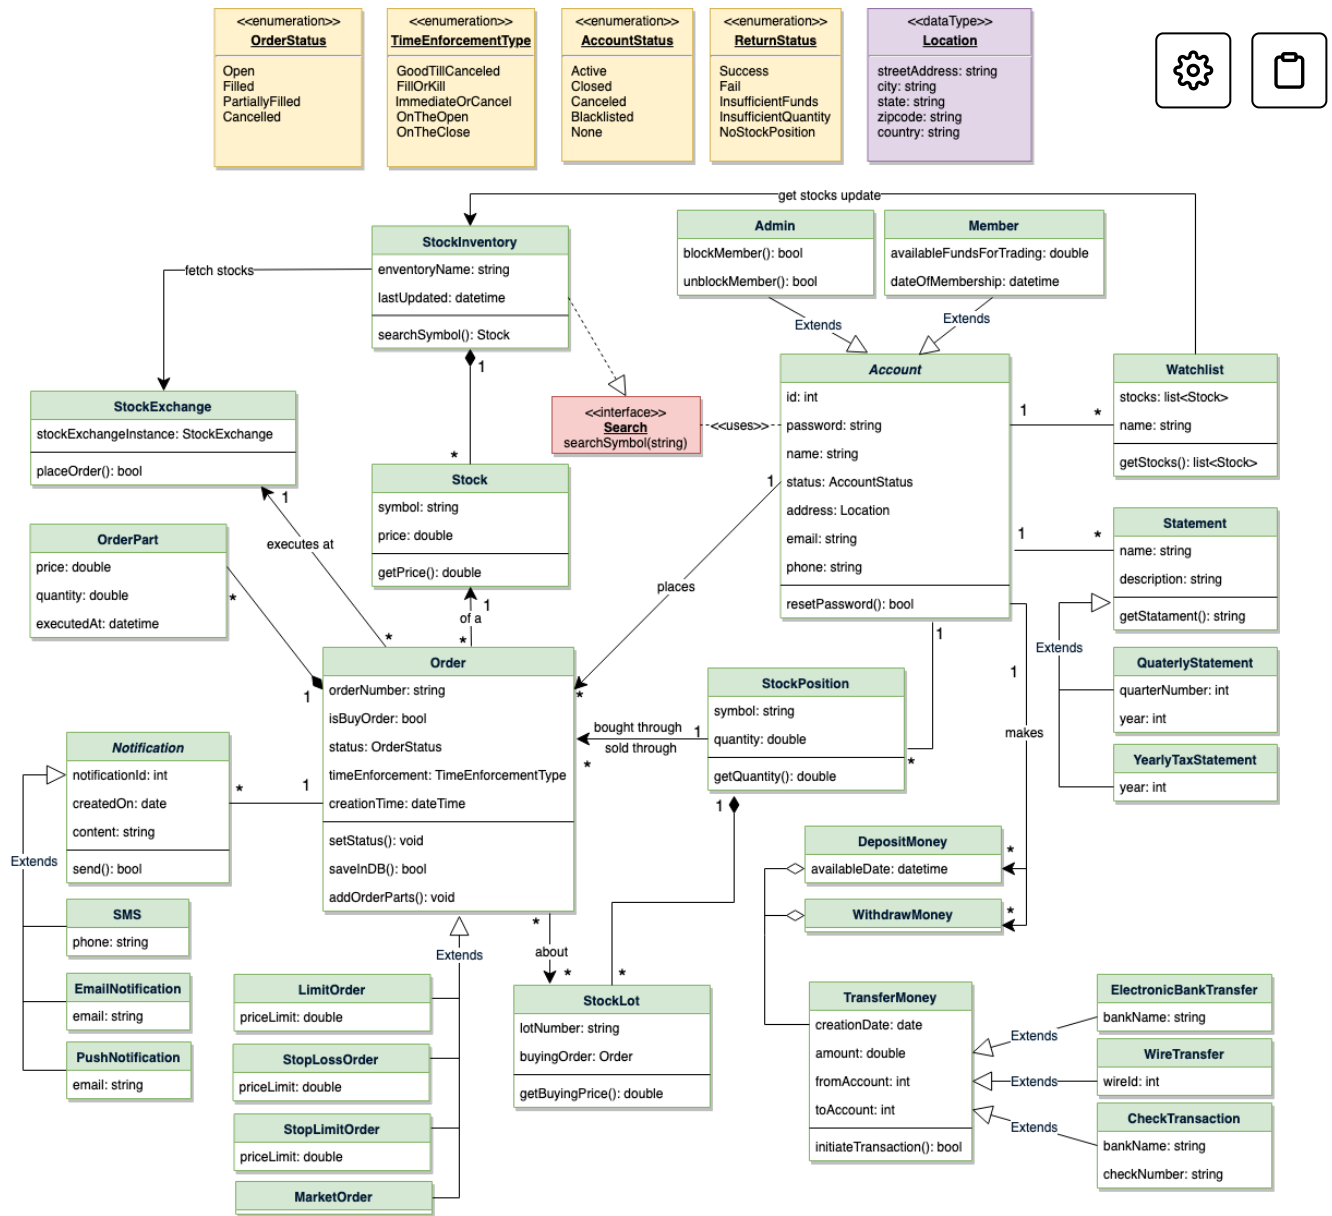 <<enumeration>>
OrderStatus
Open
Filled
PartiallyFilled
Cancelled
<<enumeration>>
TimeEnforcementType
GoodTillCanceled
FillOrKill
ImmediateOrCancel
OnTheOpen
OnTheClose
<<enumeration>>
AccountStatus
Active
Closed
Canceled
Blacklisted
None
<<enumeration>>
ReturnStatus
Success
Fail
InsufficientFunds
InsufficientQuantity
NoStockPosition
<<dataType>>
Location
streetAddress: string
city: string
state: string
zipcode: string
country: string
get stocks update
StockInventory
enventoryName: string
lastUpdated: datetime
searchSymbol(): Stock
Admin
blockMember(): bool
unblockMember(): bool
Member
availableFundsForTrading: double
dateOfMembership: datetime
fetch stocks
Extends
Extends
1
*
StockExchange
stockExchangeInstance: StockExchange
placeOrder(): bool
<<interface>>
Search
searchSymbol(string)
<<uses>>
Account
id: int
password: string
name: string
status: AccountStatus
address: Location
email: string
phone: string
resetPassword(): bool
1
*
Watchlist
stocks: list<Stock>
name: string
getStocks(): list<Stock>
Stock
symbol: string
price: double
getPrice(): double
1
*
Statement
name: string
description: string
getStatament(): string
Extends
QuaterlyStatement
quarterNumber: int
year: int
YearlyTaxStatement
year: int
1
executes at
*
OrderPart
price: double
quantity: double
executedAt: datetime
*
1
1
of a
*
1
places
*
Order
orderNumber: string
isBuyOrder: bool
status: OrderStatus
timeEnforcement: TimeEnforcementType
creationTime: dateTime
setStatus(): void
saveInDB(): bool
addOrderParts(): void
bought through
sold through
1
*
StockPosition
symbol: string
quantity: double
getQuantity(): double
1
*
1
makes
*
*
Notification
notificationId: int
createdOn: date
content: string
send(): bool
*
1
Extends
SMS
phone: string
EmailNotification
email: string
PushNotification
email: string
Extends
LimitOrder
priceLimit: double
StopLossOrder
priceLimit: double
StopLimitOrder
priceLimit: double
MarketOrder
*
about
*
1
*
StockLot
lotNumber: string
buyingOrder: Order
getBuyingPrice(): double
DepositMoney
availableDate: datetime
WithdrawMoney
TransferMoney
creationDate: date
amount: double
fromAccount: int
toAccount: int
initiateTransaction(): bool
Extends
Extends
Extends
ElectronicBankTransfer
bankName: string
WireTransfer
wireId: int
CheckTransaction
bankName: string
checkNumber: string